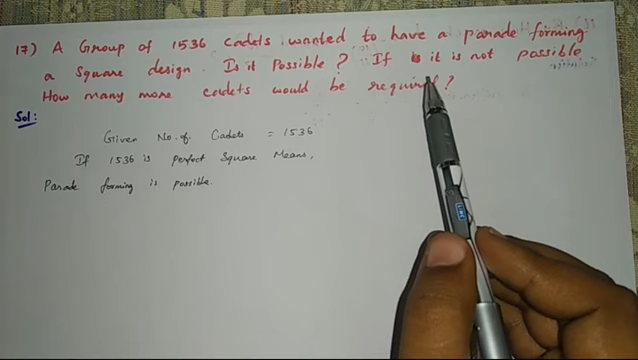 17) A Group of 1536 Cadets wanted to have a parade forming
a Square design. Is it Possible? If it is not possible
How many more cadets would be required?
Sol:
Given No. of. Cadets = 1536
If 1536 is perfect Square Means,
Parade forming is possible.